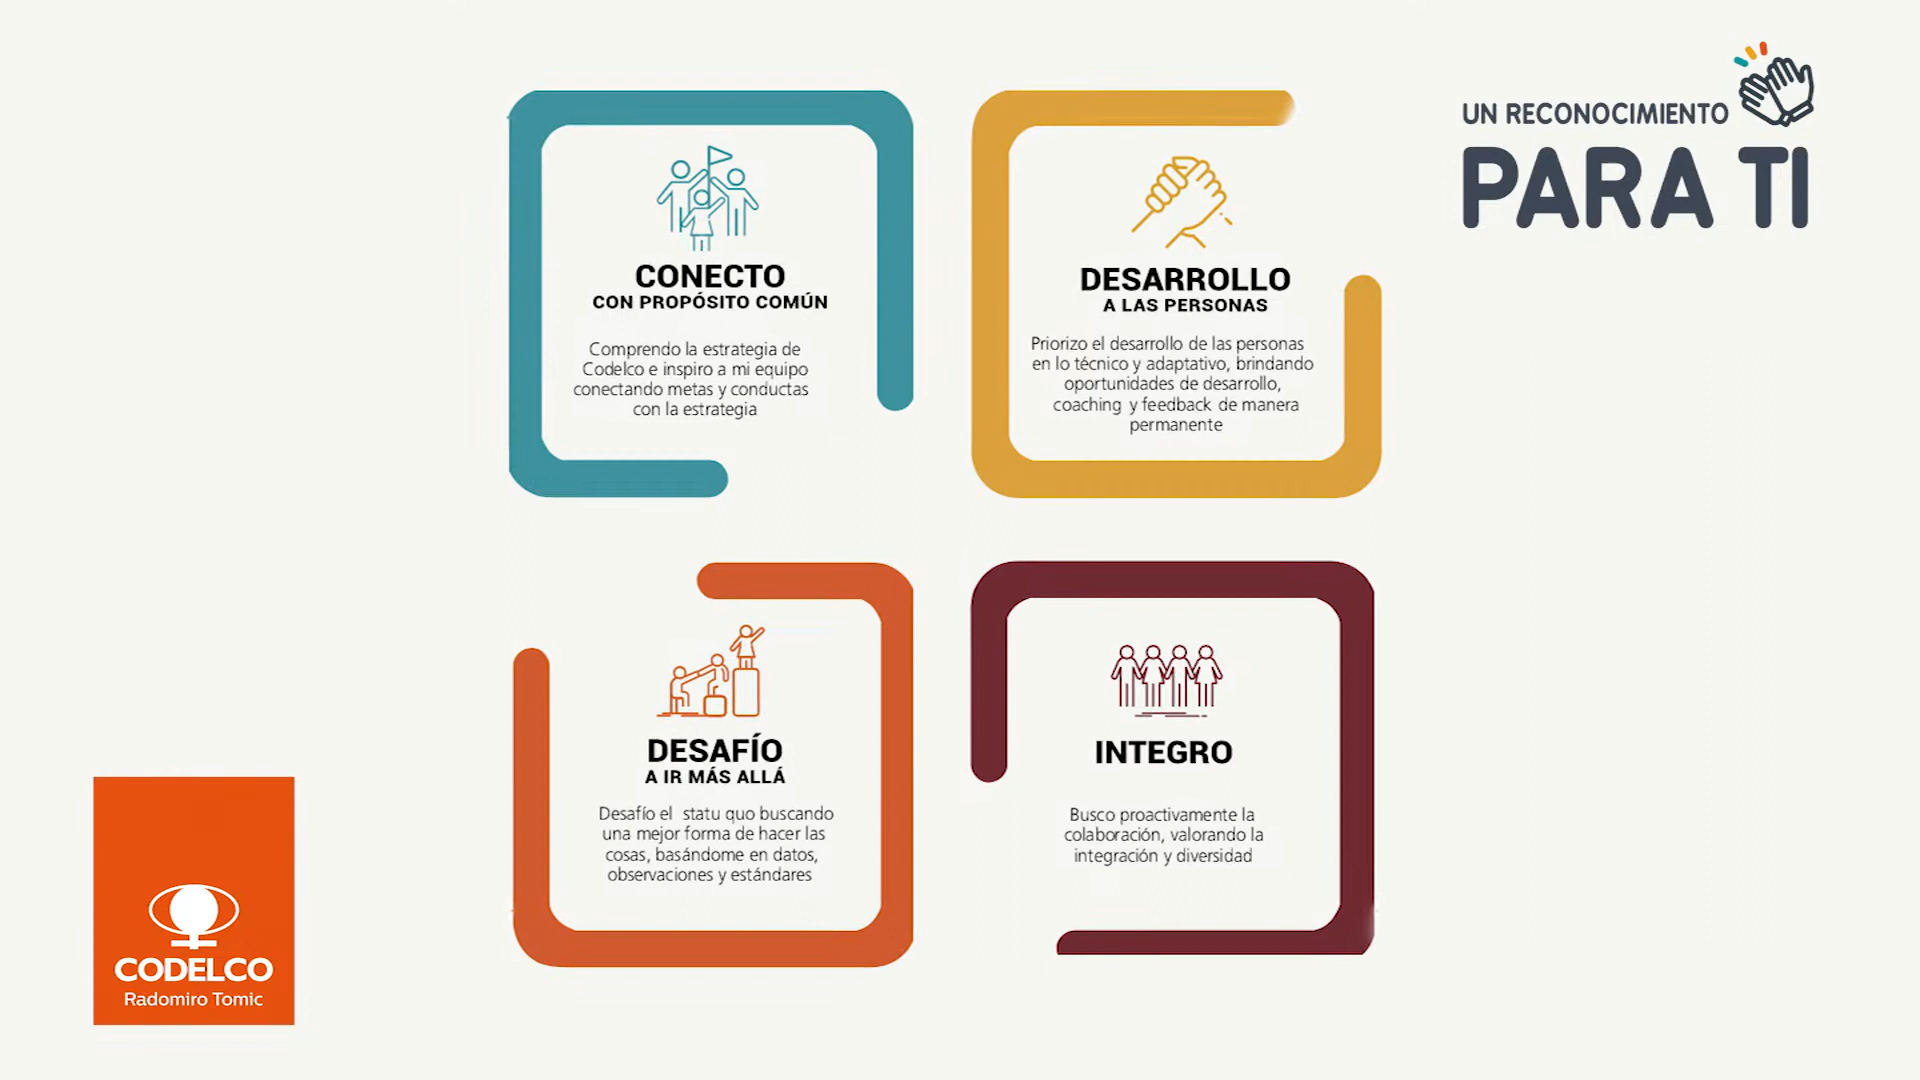 UN RECONOCIMIENTO
PARA TI
CONECTO
CON PROPÓSITO COMÚN
Comprendo la estrategia de
Codelco e inspiro a mi equipo
conectando metas y conductas
con la estrategia
DESARROLLO
A LAS PERSONAS
Priorizo el desarrollo de las personas
en lo técnico y adaptativo, brindando
oportunidades de desarrollo,
coaching y feedback de manera
permanente
DESAFÍO
A IR MÁS ALLÁ
Desafío el statu quo buscando
una mejor forma de hacer las
cosas, basándome en datos,
observaciones y estándares
INTEGRO
Busco proactivamente la
colaboración, valorando la
integración y diversidad
CODELCO
Radomiro Tomic